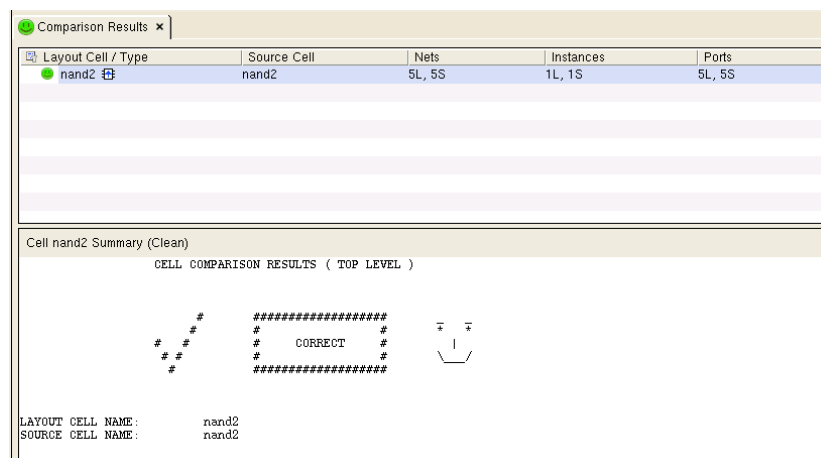 Comparison Results ×
Layout Cell / Type Source Cell Nets Instances Ports
nand2 nand2 5L, 5S 1L, 1S 5L, 5S
Cell nand2 Summary (Clean)
CELL COMPARISON RESULTS ( TOP LEVEL )
# ################### _ _
# # # * *
# # # CORRECT # |
# # # # \___/
# ###################
LAYOUT CELL NAME: nand2
SOURCE CELL NAME: nand2